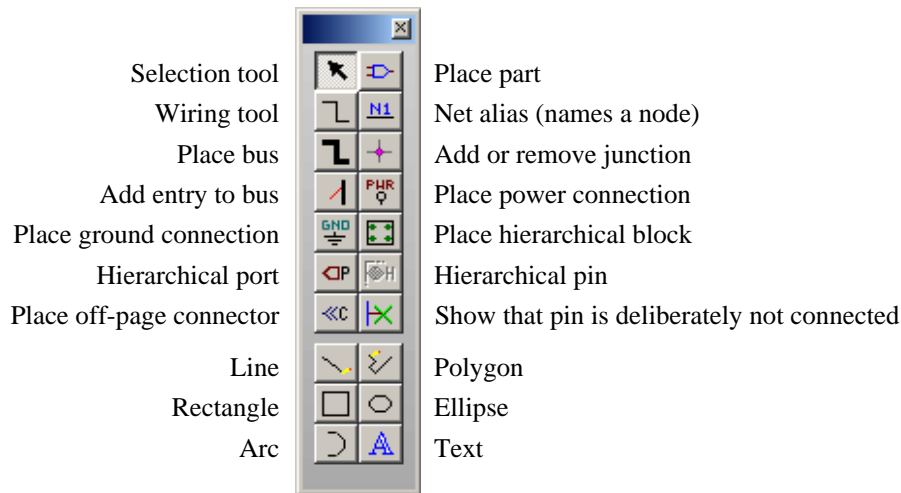 Selection tool Place part
Wiring tool N1 Net alias (names a node)
Place bus Add or remove junction
Add entry to bus PWR Place power connection
Place ground connection GND Place hierarchical block
Hierarchical port P H Hierarchical pin
Place off-page connector C Show that pin is deliberately not connected
Line Polygon
Rectangle Ellipse
Arc A Text